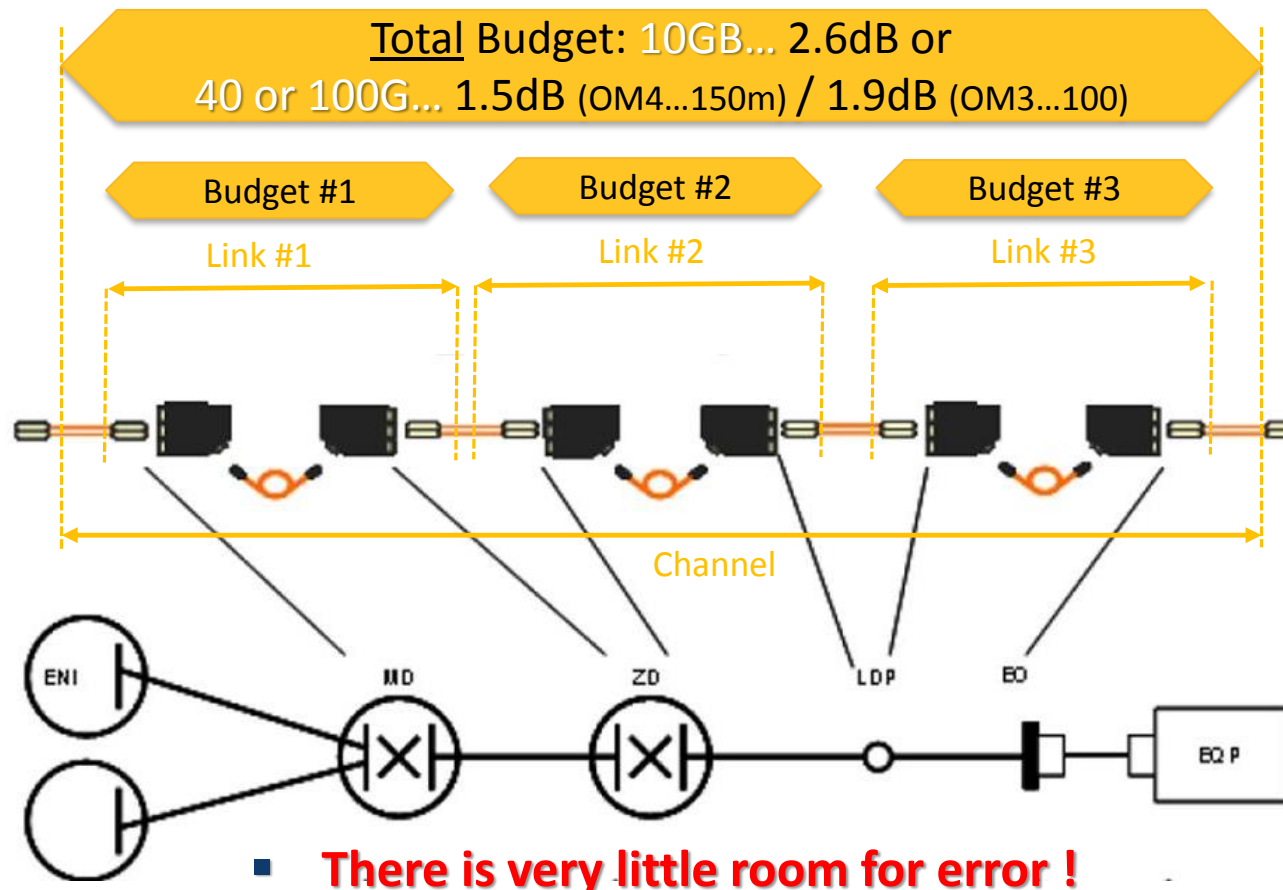 Total Budget: 10GB... 2.6dB or
40 or 100G... 1.5dB (OM4...150m) / 1.9dB (OM3...100)
Budget #1
Budget #2
Budget #3
Link #1
Link #2
Link #3
Channel
ENI
MD
ZD
LDP
EO
EQP
▪ There is very little room for error !